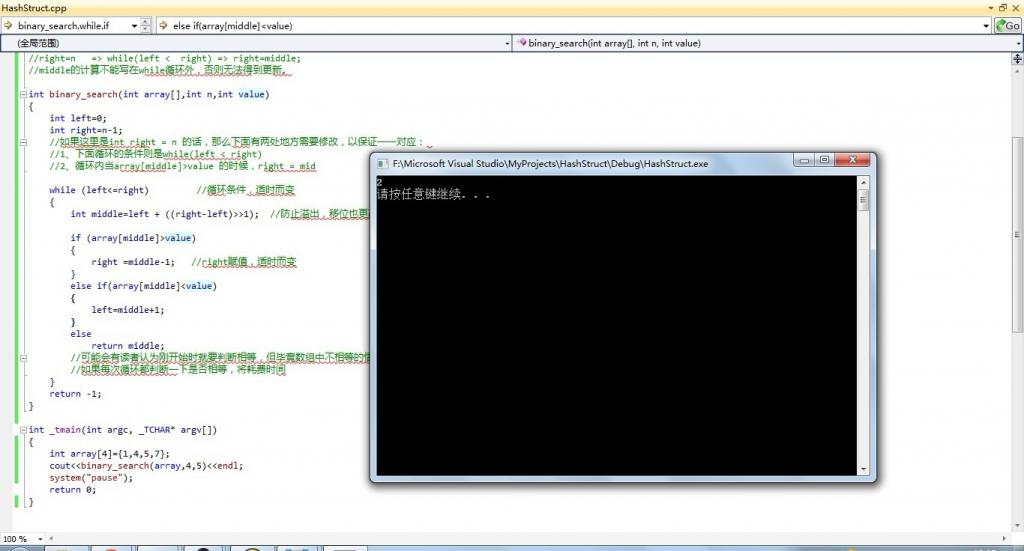 HashStruct.cpp
binary_search.while.if
else if(array[middle]<value)
Go
(全局范围)
binary_search(int array[], int n, int value)
//right=n => while(left < right) => right=middle;
//middle的计算不能写在while循环外，否则无法得到更新。
int binary_search(int array[],int n,int value)
{
int left=0;
int right=n-1;
//如果这里是int right = n 的话，那么下面有两处地方需要修改，以保证一一对应：
//1、下面循环的条件则是while(left < right)
//2、循环内当array[middle]>value 的时候，right = mid
while (left<=right) //循环条件，适时而变
{
int middle=left + ((right-left)>>1); //防止溢出，移位也更
if (array[middle]>value)
{
right =middle-1; //right赋值，适时而变
}
else if(array[middle]<value)
{
left=middle+1;
}
else
return middle;
//可能会有读者认为刚开始时就要判断相等，但毕竟数组中不相等的情
//如果每次循环都判断一下是否相等，将耗费时间
}
return -1;
}
int _tmain(int argc, _TCHAR* argv[])
{
int array[4]={1,4,5,7};
cout<<binary_search(array,4,5)<<endl;
system("pause");
return 0;
}
100 %
F:\Microsoft Visual Studio\MyProjects\HashStruct\Debug\HashStruct.exe
2
请按任意键继续. . .